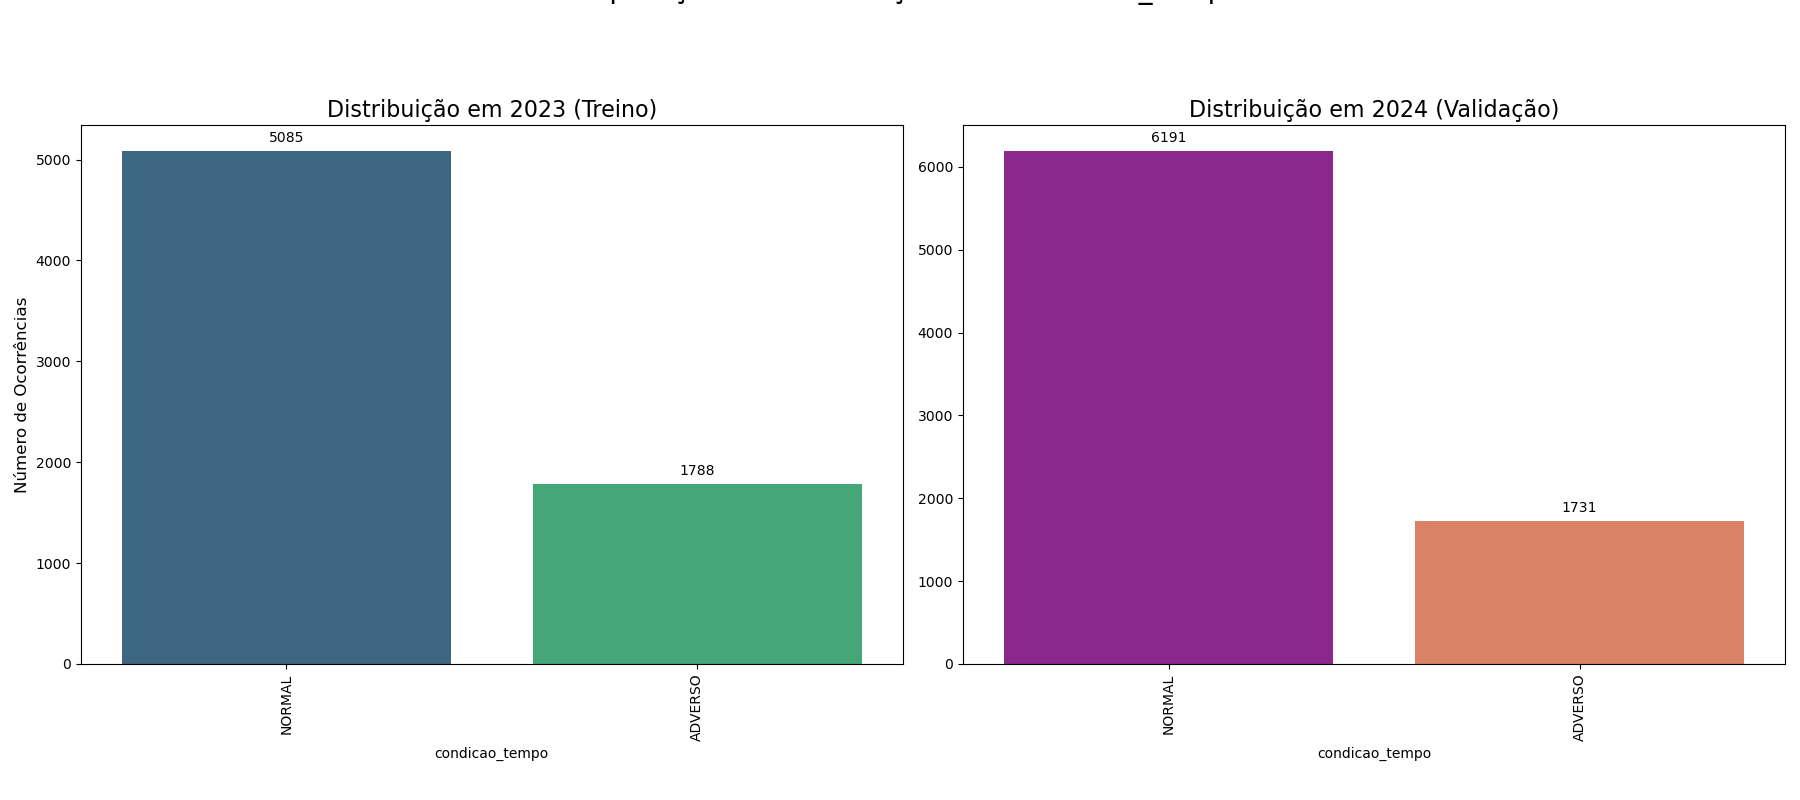 Distribuição em 2023 (Treino)
5085
1788
5000
4000
3000
2000
1000
0
Número de Ocorrências
NORMAL
ADVERSO
condicao_tempo
Distribuição em 2024 (Validação)
6191
1731
6000
5000
4000
3000
2000
1000
0
NORMAL
ADVERSO
condicao_tempo